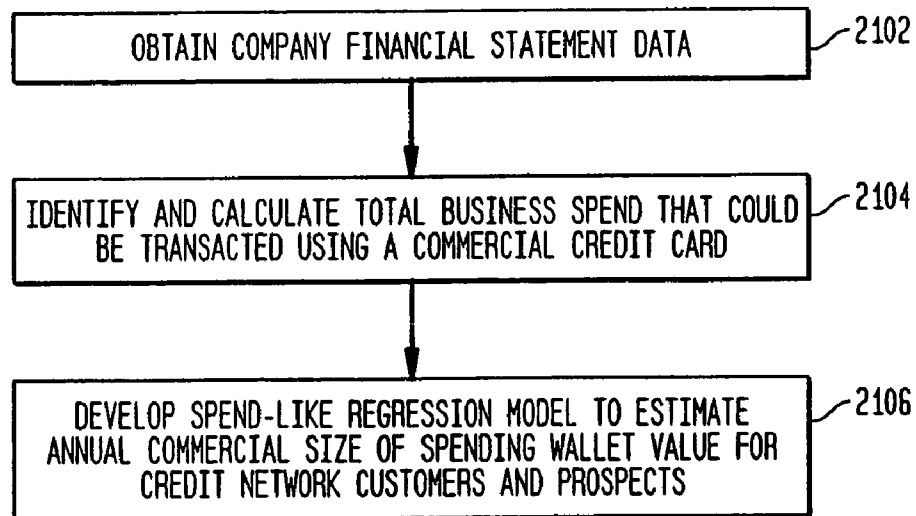 OBTAIN COMPANY FINANCIAL STATEMENT DATA
2102
IDENTIFY AND CALCULATE TOTAL BUSINESS SPEND THAT COULD
BE TRANSACTED USING A COMMERCIAL CREDIT CARD
2104
DEVELOP SPEND-LIKE REGRESSION MODEL TO ESTIMATE
ANNUAL COMMERCIAL SIZE OF SPENDING WALLET VALUE FOR
CREDIT NETWORK CUSTOMERS AND PROSPECTS
2106